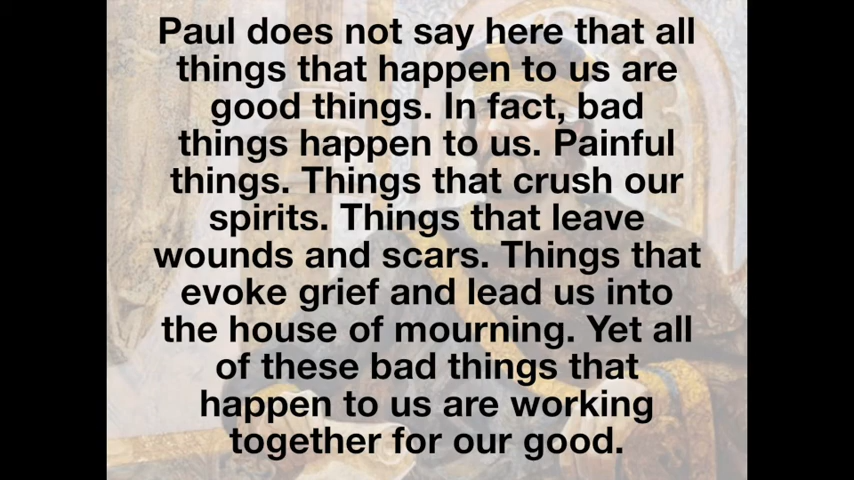 Paul does not say here that all
things that happen to us are
good things. In fact, bad
things happen to us. Painful
things. Things that crush our
spirits. Things that leave
wounds and scars. Things that
evoke grief and lead us into
the house of mourning. Yet all
of these bad things that
happen to us are working
together for our good.